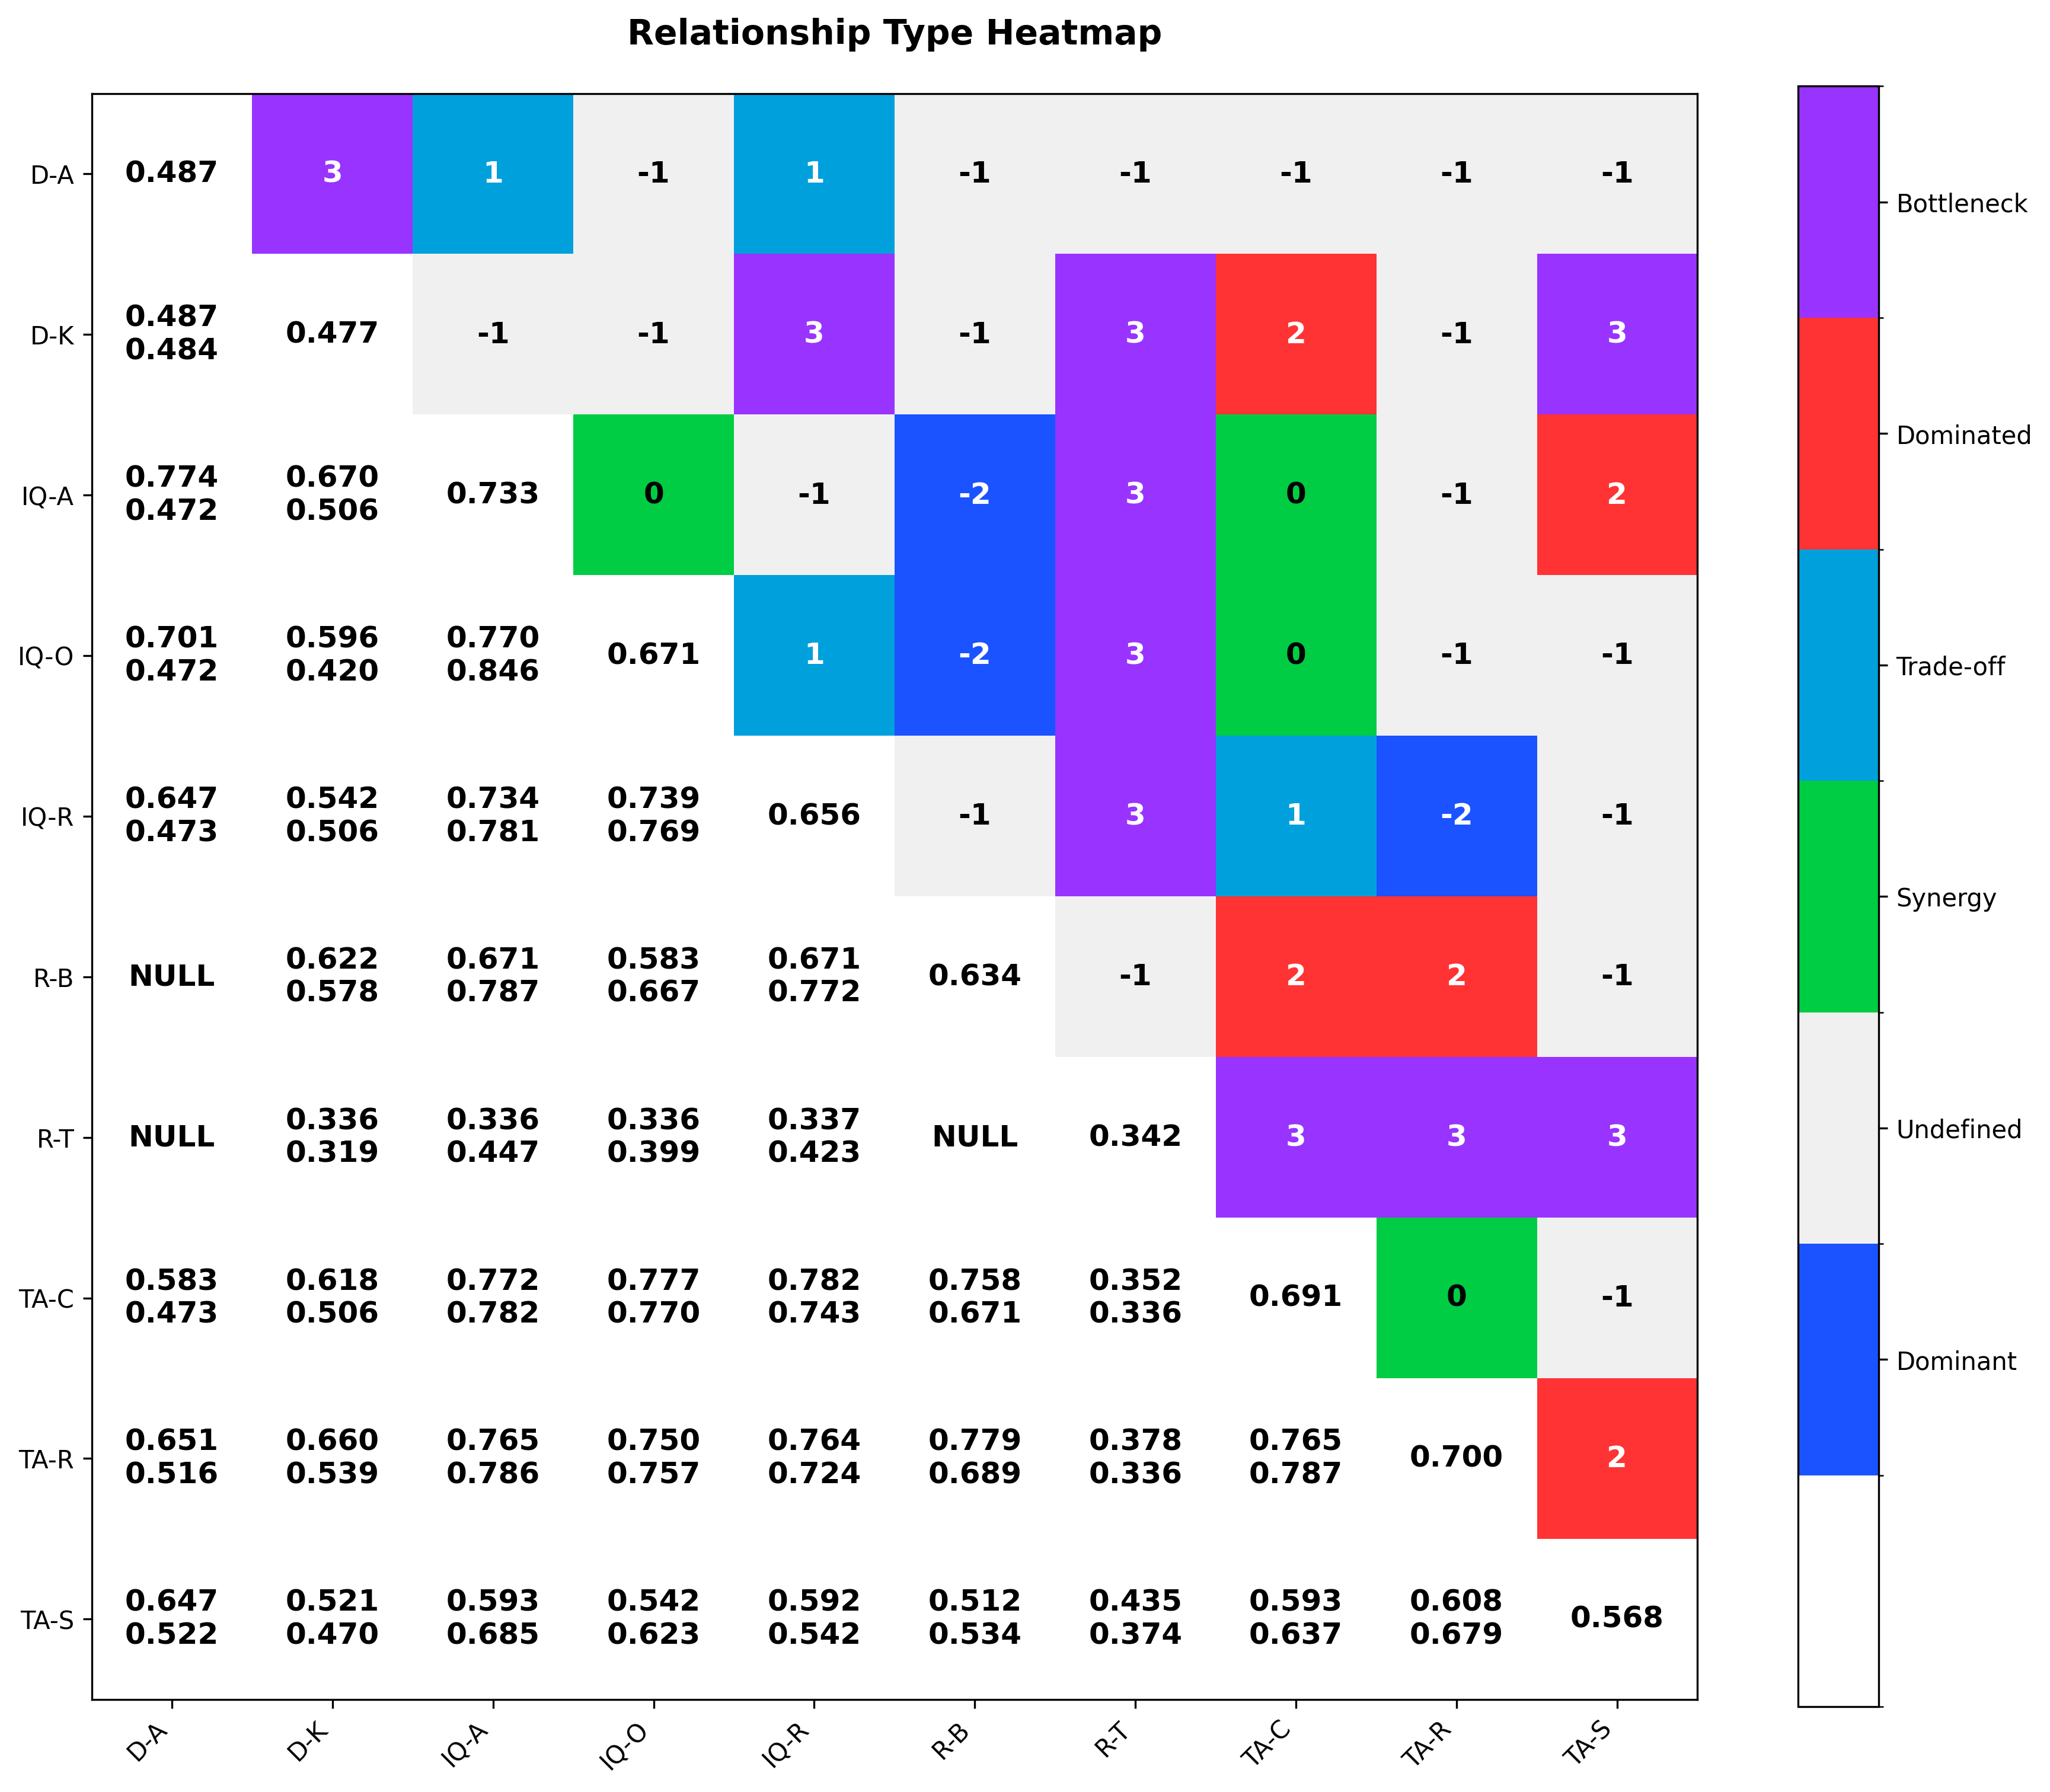 Relationship Type Heatmap
D-A 0.487 3 1 -1 1 -1 -1 -1 -1 -1
D-K 0.487 0.477 -1 -1 3 -1 3 2 -1 3
0.484
IQ-A 0.774 0.670 0.733 0 -1 -2 3 0 -1 2
0.472 0.506
IQ-O 0.701 0.596 0.770 0.671 1 -2 3 0 -1 -1
0.472 0.420 0.846
IQ-R 0.647 0.542 0.734 0.739 0.656 -1 3 1 -2 -1
0.473 0.506 0.781 0.769
R-B NULL 0.622 0.671 0.583 0.671 0.634 -1 2 2 -1
0.578 0.787 0.667 0.772
R-T NULL 0.336 0.336 0.336 0.337 NULL 0.342 3 3 3
0.319 0.447 0.399 0.423
TA-C 0.583 0.618 0.772 0.777 0.782 0.758 0.352 0.691 0 -1
0.473 0.506 0.782 0.770 0.743 0.671 0.336
TA-R 0.651 0.660 0.765 0.750 0.764 0.779 0.378 0.765 0.700 2
0.516 0.539 0.786 0.757 0.724 0.689 0.336 0.787
TA-S 0.647 0.521 0.593 0.542 0.592 0.512 0.435 0.593 0.608 0.568
0.522 0.470 0.685 0.623 0.542 0.534 0.374 0.637 0.679
D-A D-K IQ-A IQ-O IQ-R R-B R-T TA-C TA-R TA-S
Bottleneck
Dominated
Trade-off
Synergy
Undefined
Dominant